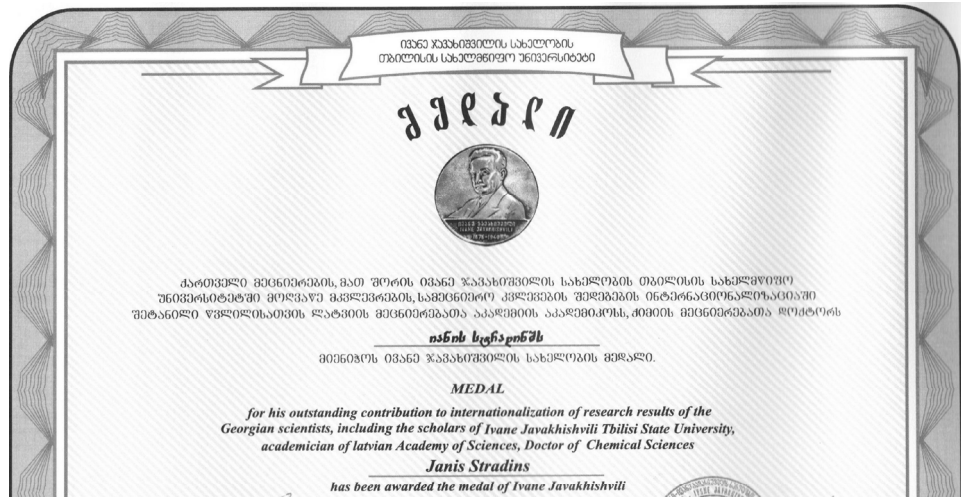 ივანე ჯავახიშვილის სახელობის
თბილისის სახელმწიფო უნივერსიტეტი
მედალი
ქართველი მეცნიერების, მათ შორის ივანე ჯავახიშვილის სახელობის თბილისის სახელმწიფო
უნივერსიტეტში მოღვაწე მკვლევრების, სამეცნიერო კვლევების შედეგების ინტერნაციონალიზაციაში
შეტანილი წვლილისათვის ლატვიის მეცნიერებათა აკადემიის აკადემიკოსს, ქიმიის მეცნიერებათა დოქტორს
იანის სტრადინშს
მიენიჭოს ივანე ჯავახიშვილის სახელობის მედალი.
MEDAL
for his outstanding contribution to internationalization of research results of the
Georgian scientists, including the scholars of Ivane Javakhishvili Tbilisi State University,
academician of latvian Academy of Sciences, Doctor of Chemical Sciences
Janis Stradins
has been awarded the medal of Ivane Javakhishvili